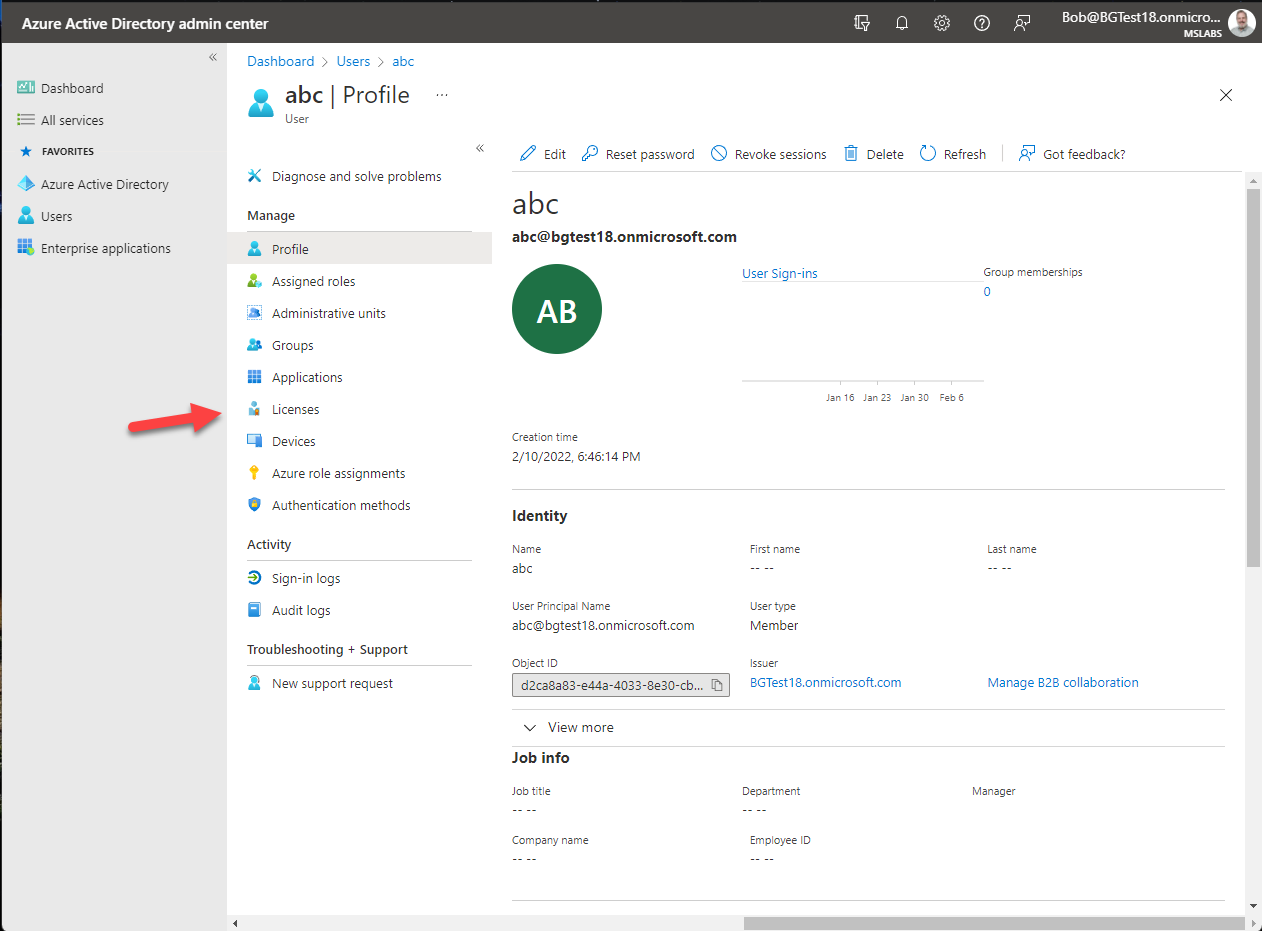 Azure Active Directory admin center
Bob@BGTest18.onmicro...
MSLABS
«
Dashboard
All services
FAVORITES
Azure Active Directory
Users
Enterprise applications
Dashboard > Users > abc
abc | Profile ...
User
«
Diagnose and solve problems
Manage
Profile
Assigned roles
Administrative units
Groups
Applications
Licenses
Devices
Azure role assignments
Authentication methods
Activity
Sign-in logs
Audit logs
Troubleshooting + Support
New support request
Edit Reset password Revoke sessions Delete Refresh Got feedback?
abc
abc@bgtest18.onmicrosoft.com
AB
User Sign-ins
Group memberships
0
Jan 16 Jan 23 Jan 30 Feb 6
Creation time
2/10/2022, 6:46:14 PM
Identity
Name First name Last name
abc -- -- -- --
User Principal Name User type
abc@bgtest18.onmicrosoft.com Member
Object ID Issuer
d2ca8a83-e44a-4033-8e30-cb... BGTest18.onmicrosoft.com Manage B2B collaboration
View more
Job info
Job title Department Manager
-- -- -- --
Company name Employee ID
-- -- -- --